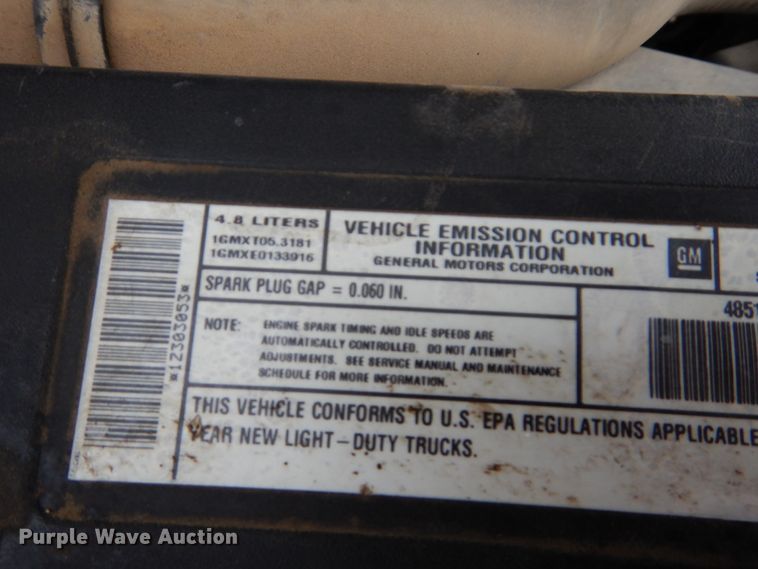 4.8 LITERS
1GMXT05.3181
1GMXE0133916
VEHICLE EMISSION CONTROL
INFORMATION
GENERAL MOTORS CORPORATION
GM
SPARK PLUG GAP = 0.060 IN.
NOTE: ENGINE SPARK TIMING AND IDLE SPEEDS ARE
AUTOMATICALLY CONTROLLED. DO NOT ATTEMPT
ADJUSTMENTS. SEE SERVICE MANUAL AND MAINTENANCE
SCHEDULE FOR MORE INFORMATION.
4851
*12303053*
THIS VEHICLE CONFORMS TO U.S. EPA REGULATIONS APPLICABLE
YEAR NEW LIGHT-DUTY TRUCKS.
Purple Wave Auction